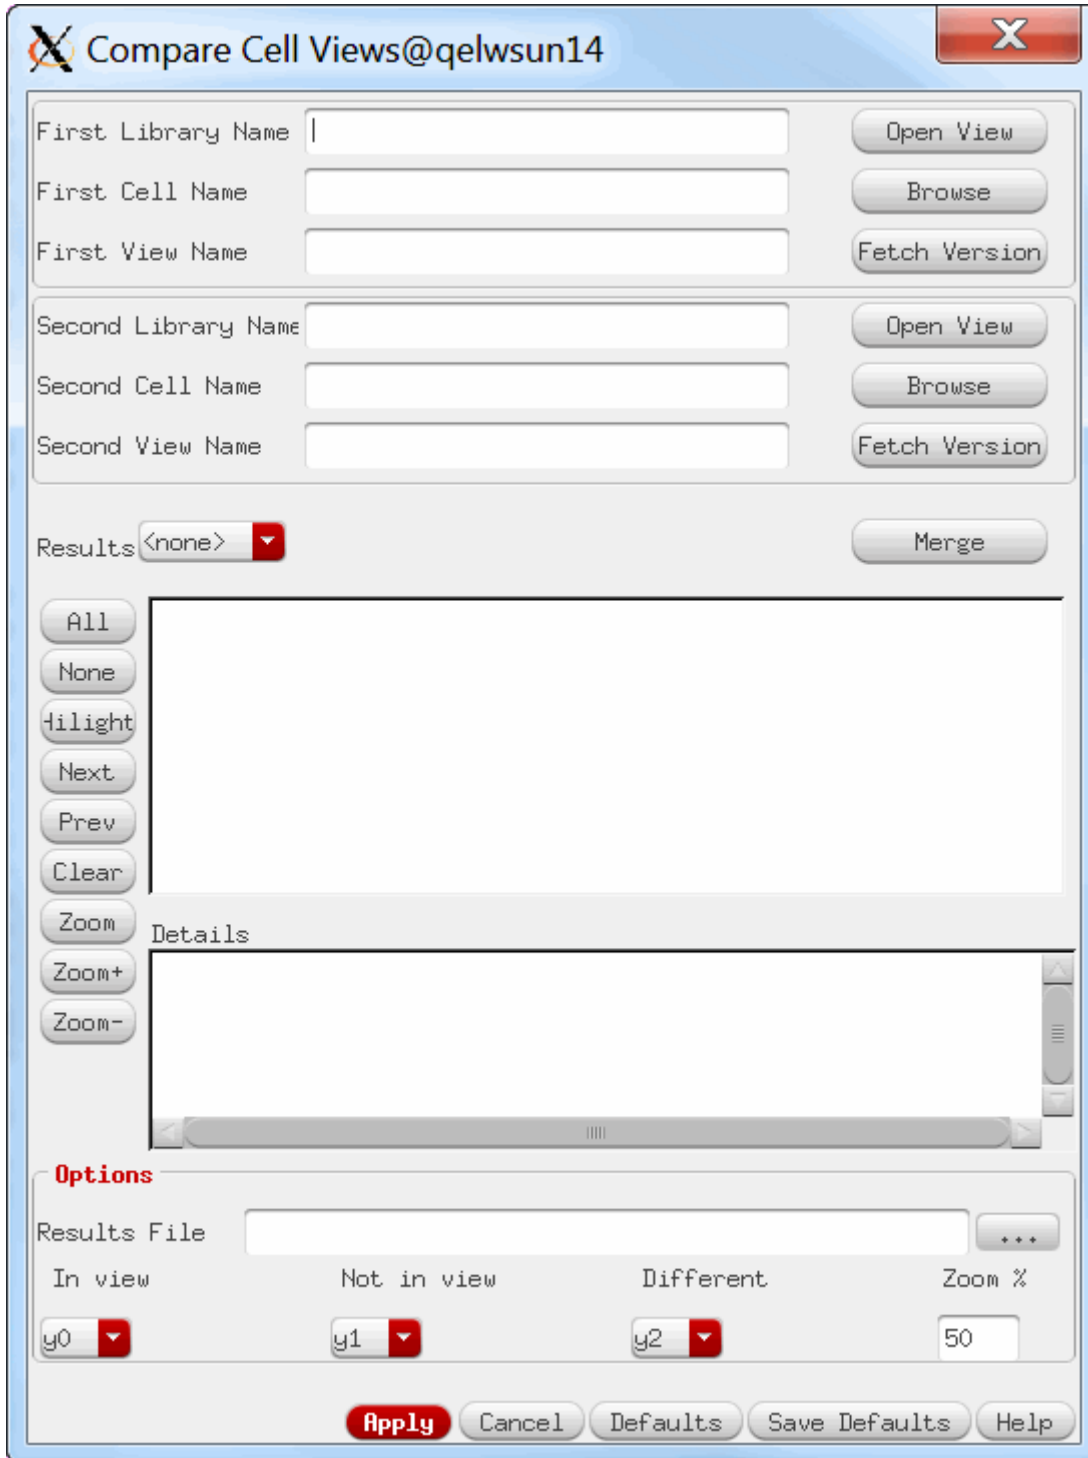 Compare Cell Views@qelwsun14
First Library Name Open View
First Cell Name Browse
First View Name Fetch Version
Second Library Name Open View
Second Cell Name Browse
Second View Name Fetch Version
Results <none> Merge
All
None
Hilight
Next
Prev
Clear
Zoom
Details
Zoom+
Zoom-
Options
Results File ...
In view Not in view Different Zoom %
y0 y1 y2 50
Apply Cancel Defaults Save Defaults Help